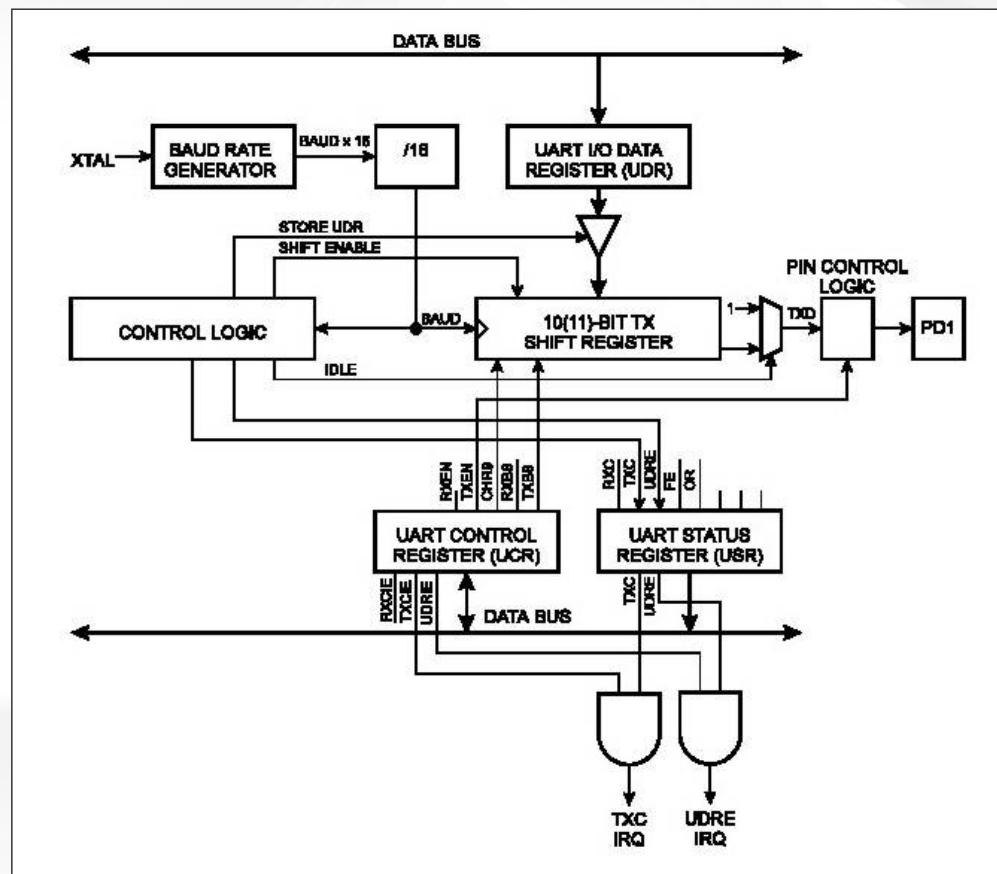 DATA BUS
XTAL
BAUD RATE
GENERATOR
BAUD x 16
/16
UART I/O DATA
REGISTER (UDR)
STORE UDR
SHIFT ENABLE
PIN CONTROL
LOGIC
CONTROL LOGIC
BAUD
10(11)-BIT TX
SHIFT REGISTER
1
TXD
PD1
IDLE
RXEN
TXEN
CHR9
RXB8
TXB8
RXC
TXC
UDRE
FE
OR
UART CONTROL
REGISTER (UCR)
UART STATUS
REGISTER (USR)
RXCIE
TXCIE
UDRIE
TXC
UDRE
DATA BUS
TXC
IRQ
UDRE
IRQ